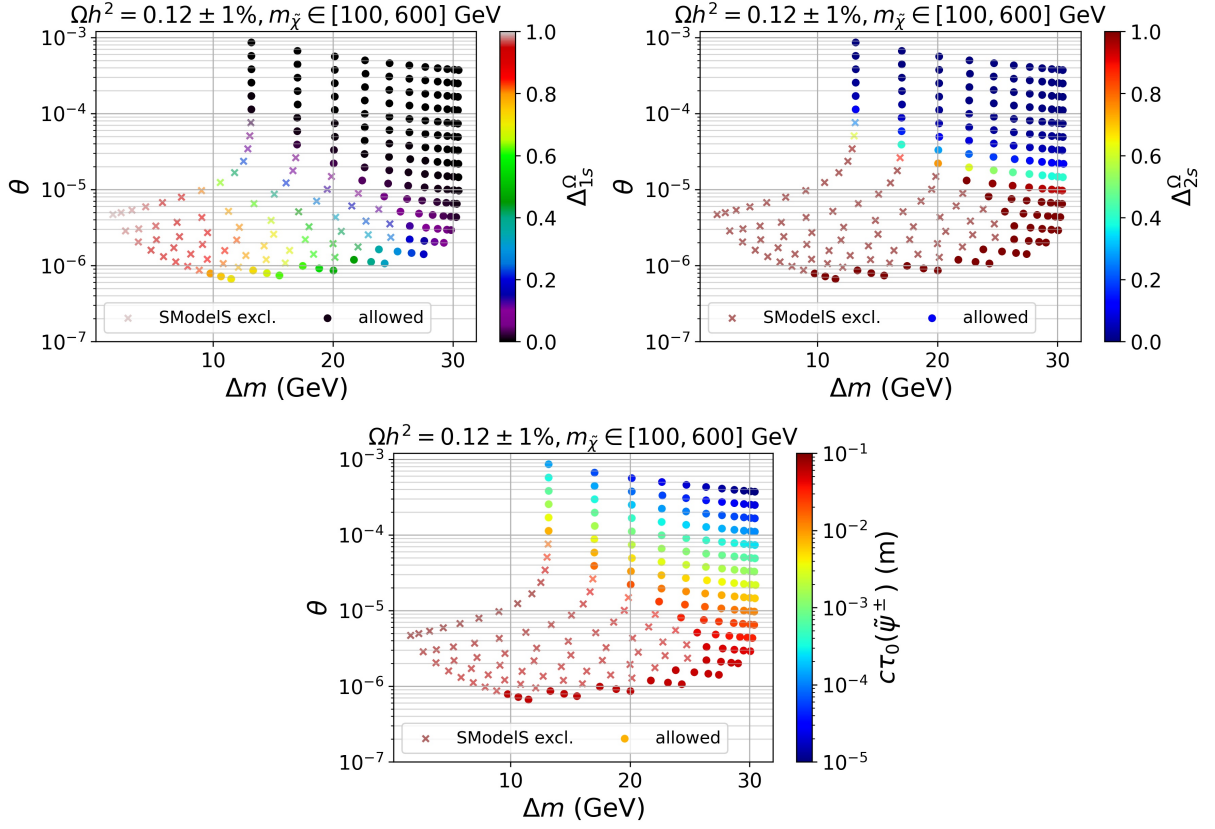 Ωh² = 0.12 ± 1%, m_χ̃ ∈ [100, 600] GeV
10⁻³
10⁻⁴
10⁻⁵
10⁻⁶
10⁻⁷
θ
SModelS excl.
allowed
10
20
30
Δm (GeV)
1.0
0.8
0.6
0.4
0.2
0.0
Δ^Ω_1s
Ωh² = 0.12 ± 1%, m_χ̃ ∈ [100, 600] GeV
10⁻³
10⁻⁴
10⁻⁵
10⁻⁶
10⁻⁷
θ
SModelS excl.
allowed
10
20
30
Δm (GeV)
1.0
0.8
0.6
0.4
0.2
0.0
Δ^Ω_2s
Ωh² = 0.12 ± 1%, m_χ̃ ∈ [100, 600] GeV
10⁻³
10⁻⁴
10⁻⁵
10⁻⁶
10⁻⁷
θ
SModelS excl.
allowed
10
20
30
Δm (GeV)
10⁻¹
10⁻²
10⁻³
10⁻⁴
10⁻⁵
cτ₀(ψ̃^±) (m)